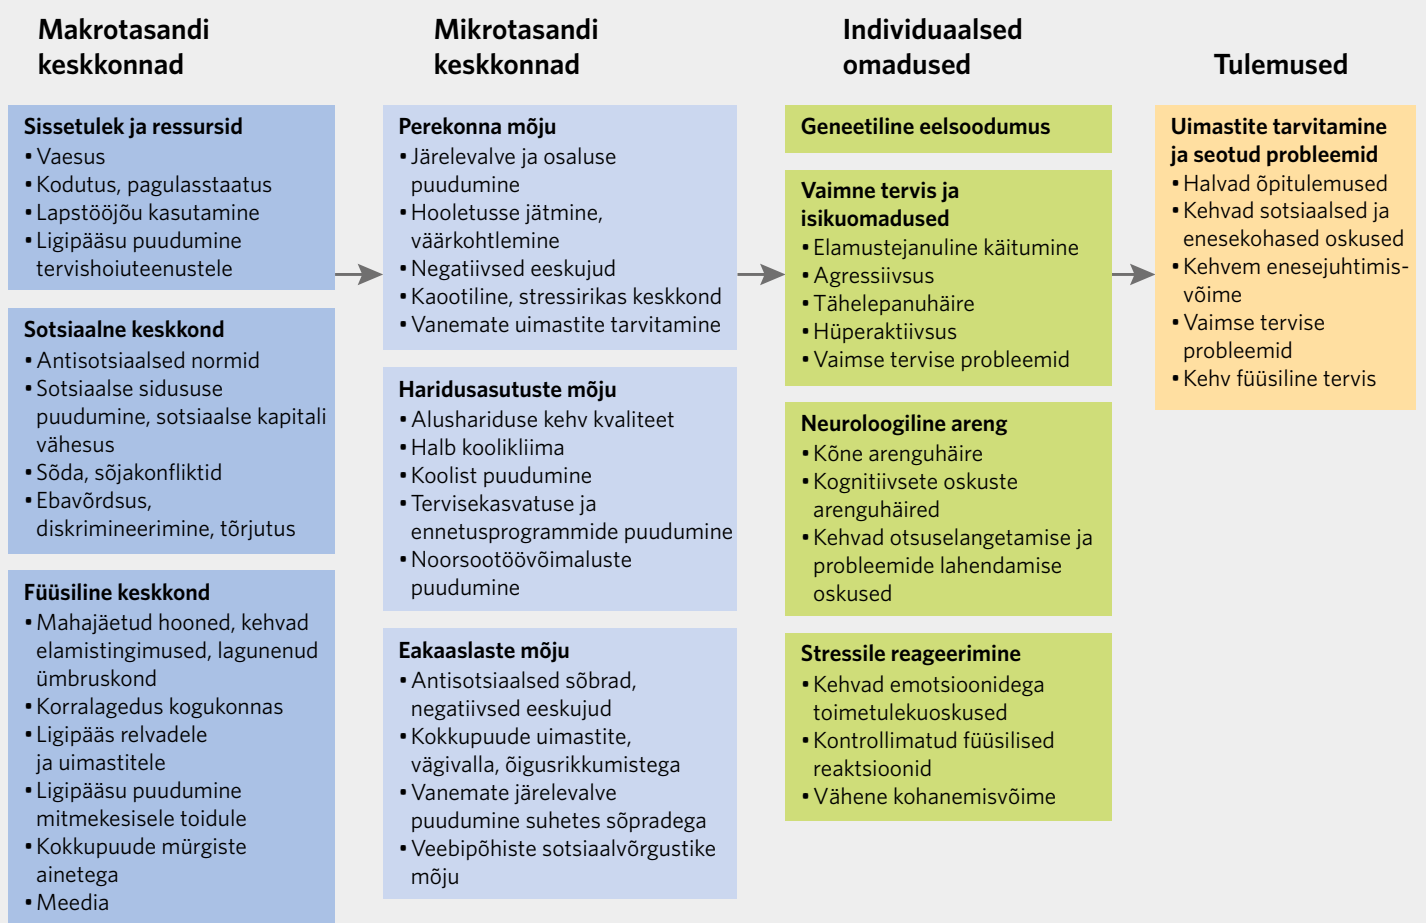 Makrotasandi
keskkonnad
Sissetulek ja ressursid
• Vaesus
• Kodutus, pagulasstaatus
• Lapstööjõu kasutamine
• Ligipääsu puudumine
tervishoiuteenustele
Sotsiaalne keskkond
• Antisotsiaalsed normid
• Sotsiaalse sidususe
puudumine, sotsiaalse kapitali
vähesus
• Sõda, sõjakonfliktid
• Ebavõrdsus,
diskrimineerimine, tõrjutus
Füüsiline keskkond
• Mahajäetud hooned, kehvad
elamistingimused, lagunenud
ümbruskond
• Korralagedus kogukonnas
• Ligipääs relvadele
ja uimastitele
• Ligipääsu puudumine
mitmekesisele toidule
• Kokkupuude mürgiste
ainetega
• Meedia
Mikrotasandi
keskkonnad
Perekonna mõju
• Järelevalve ja osaluse
puudumine
• Hooletusse jätmine,
väärkohtlemine
• Negatiivsed eeskujud
• Kaootiline, stressirikas keskkond
• Vanemate uimastite tarvitamine
Haridusasutuste mõju
• Alushariduse kehv kvaliteet
• Halb koolikliima
• Koolist puudumine
• Tervisekasvatuse ja
ennetusprogrammide puudumine
• Noorsootöövõimaluste
puudumine
Eakaaslaste mõju
• Antisotsiaalsed sõbrad,
negatiivsed eeskujud
• Kokkupuude uimastite,
vägivalla, õigusrikkumistega
• Vanemate järelevalve
puudumine suhetes sõpradega
• Veebipõhiste sotsiaalvõrgustike
mõju
Individuaalsed
omadused
Geneetiline eelsoodumus
Vaimne tervis ja
isikuomadused
• Elamustejanuline käitumine
• Agressiivsus
• Tähelepanuhäire
• Hüperaktiivsus
• Vaimse tervise probleemid
Neuroloogiline areng
• Kõne arenguhäire
• Kognitiivsete oskuste
arenguhäired
• Kehvad otsuselangetamise ja
probleemide lahendamise
oskused
Stressile reageerimine
• Kehvad emotsioonidega
toimetulekuoskused
• Kontrollimatud füüsilised
reaktsioonid
• Vähene kohanemisvõime
Tulemused
Uimastite tarvitamine
ja seotud probleemid
• Halvad õpitulemused
• Kehvad sotsiaalsed ja
enesekohased oskused
• Kehvem enesejuhtimis-
võime
• Vaimse tervise
probleemid
• Kehv füüsiline tervis